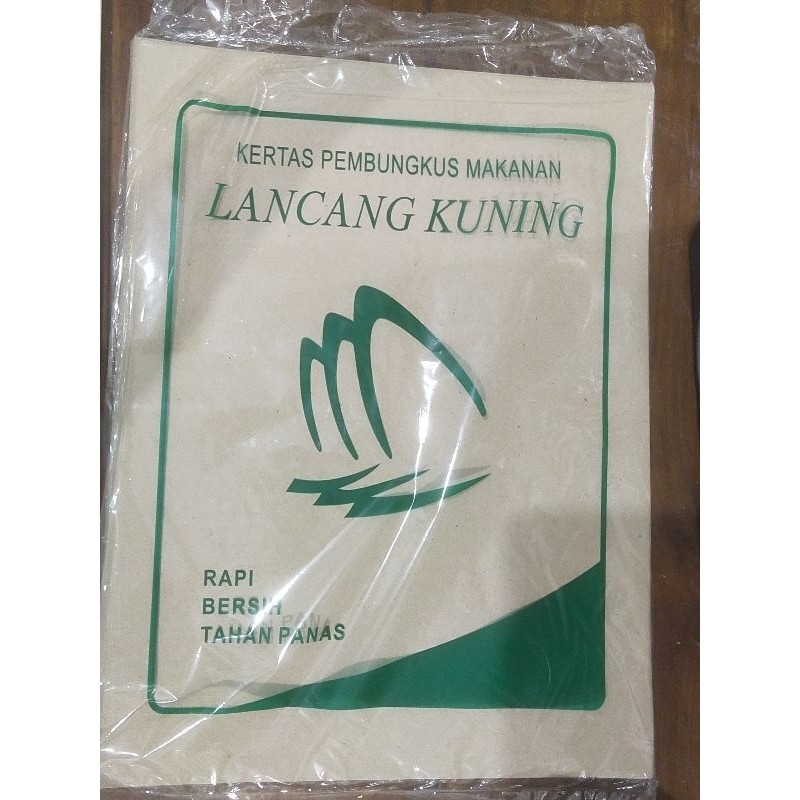 KERTAS PEMBUNGKUS MAKANAN
LANCANG KUNING
RAPI
BERSIH
TAHAN PANAS